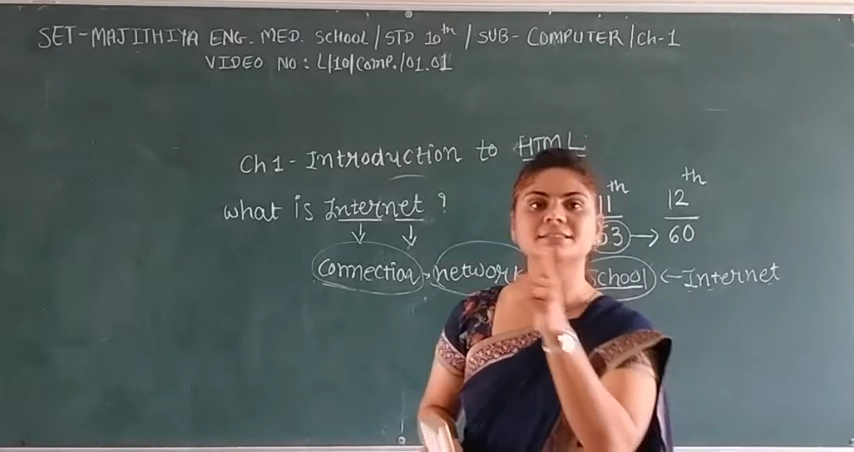 SET-MAJITHIYA ENG. MED. SCHOOL / STD 10th / SUB- COMPUTER / Ch-1
VIDEO NO : L/10/Comp./01.01
Ch 1 - Introduction to HTML
11th 12th
what is Internet ?
53 → 60
connection → network school ← Internet